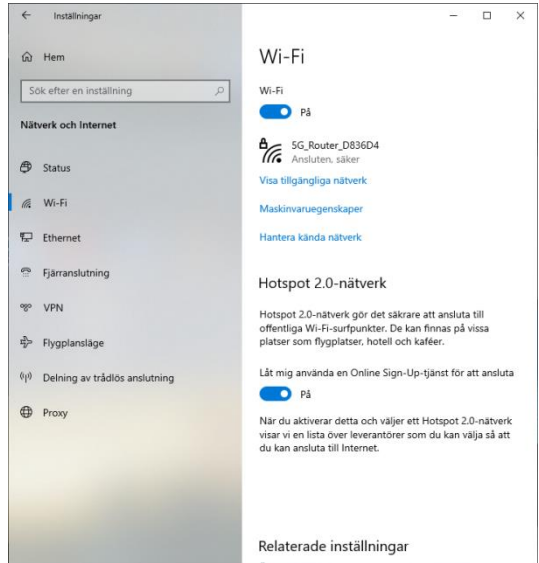 Inställningar
Hem
Sök efter en inställning
Nätverk och Internet
Status
Wi-Fi
Ethernet
Fjärranslutning
VPN
Flygplansläge
Delning av trådlös anslutning
Proxy
Wi-Fi
Wi-Fi
På
5G_Router_D836D4
Ansluten, säker
Visa tillgängliga nätverk
Maskinvaruegenskaper
Hantera kända nätverk
Hotspot 2.0-nätverk
Hotspot 2.0-nätverk gör det säkrare att ansluta till
offentliga Wi-Fi-surfpunkter. De kan finnas på vissa
platser som flygplatser, hotell och kaféer.
Låt mig använda en Online Sign-Up-tjänst för att ansluta
På
När du aktiverar detta och väljer ett Hotspot 2.0-nätverk
visar vi en lista över leverantörer som du kan välja så att
du kan ansluta till Internet.
Relaterade inställningar